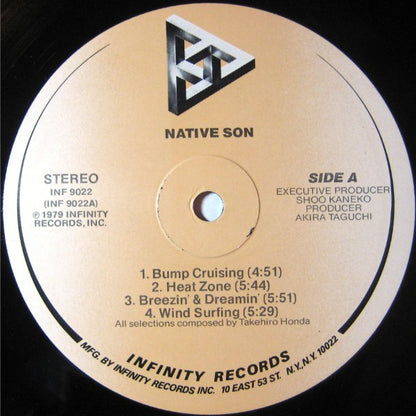 NATIVE SON
STEREO
INF 9022
(INF 9022A)
℗ 1979 INFINITY
RECORDS, INC.
SIDE A
EXECUTIVE PRODUCER
SHOO KANEKO
PRODUCER
AKIRA TAGUCHI
1. Bump Cruising (4:51)
2. Heat Zone (5:44)
3. Breezin' & Dreamin' (5:51)
4. Wind Surfing (5:29)
All selections composed by Takehiro Honda
INFINITY RECORDS
MFG. BY INFINITY RECORDS INC. 10 EAST 53 ST. N.Y., N.Y. 10022